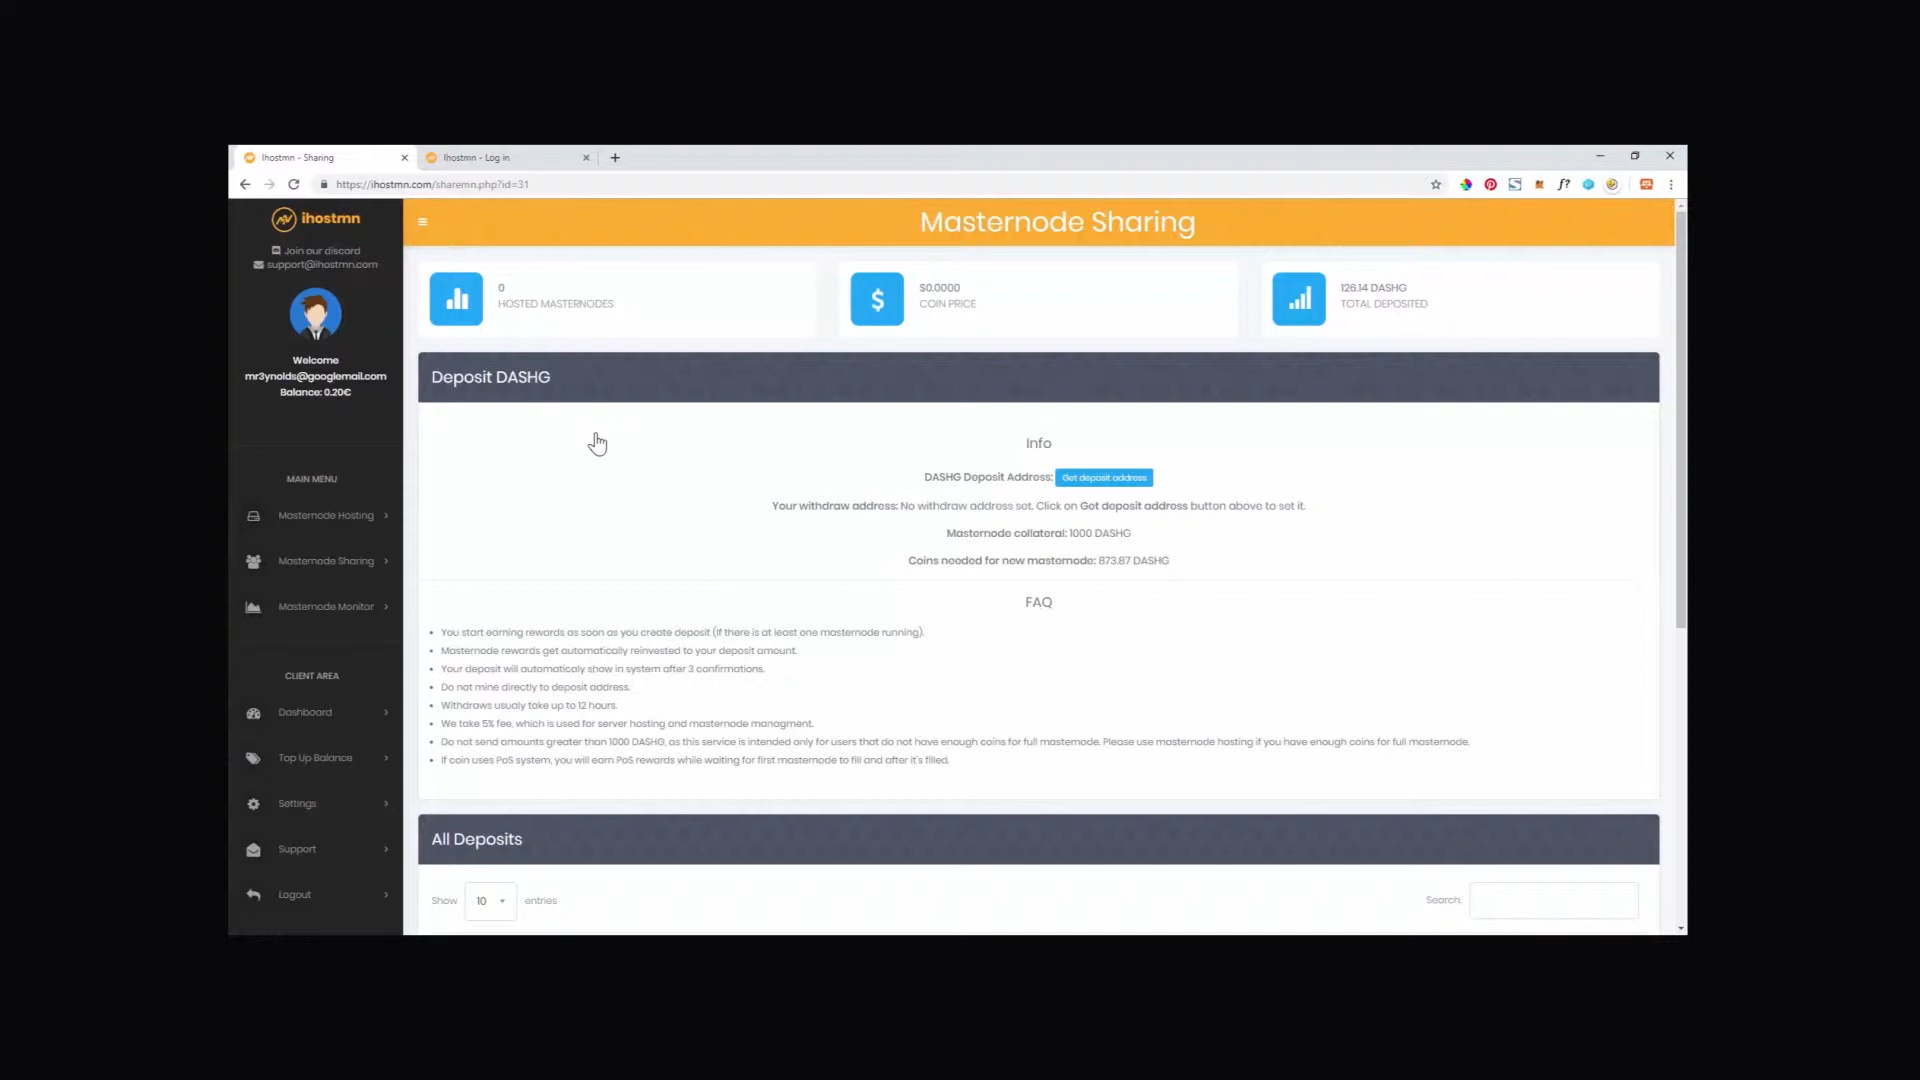 Ihostmn - Sharing
Ihostmn - Log in
https://ihostmn.com/sharemn.php?id=31
f?
ihostmn
Join our discord
support@ihostmn.com
Welcome
mr3ynolds@googlemail.com
Balance: 0.20€
MAIN MENU
Masternode Hosting
Masternode Sharing
Masternode Monitor
CLIENT AREA
Dashboard
Top Up Balance
Settings
Support
Logout
Masternode Sharing
0
HOSTED MASTERNODES
$0.0000
COIN PRICE
126.14 DASHG
TOTAL DEPOSITED
Deposit DASHG
Info
DASHG Deposit Address: Get deposit address
Your withdraw address: No withdraw address set. Click on Get deposit address button above to set it.
Masternode collateral: 1000 DASHG
Coins needed for new masternode: 873.87 DASHG
FAQ
You start earning rewards as soon as you create deposit (If there is at least one masternode running).
Masternode rewards get automatically reinvested to your deposit amount.
Your deposit will automaticaly show in system after 3 confirmations.
Do not mine directly to deposit address.
Withdraws usualy take up to 12 hours.
We take 5% fee, which is used for server hosting and masternode managment.
Do not send amounts greater than 1000 DASHG, as this service is intended only for users that do not have enough coins for full masternode. Please use masternode hosting if you have enough coins for full masternode.
If coin uses PoS system, you will earn PoS rewards while waiting for first masternode to fill and after it's filled.
All Deposits
Show 10 entries
Search: